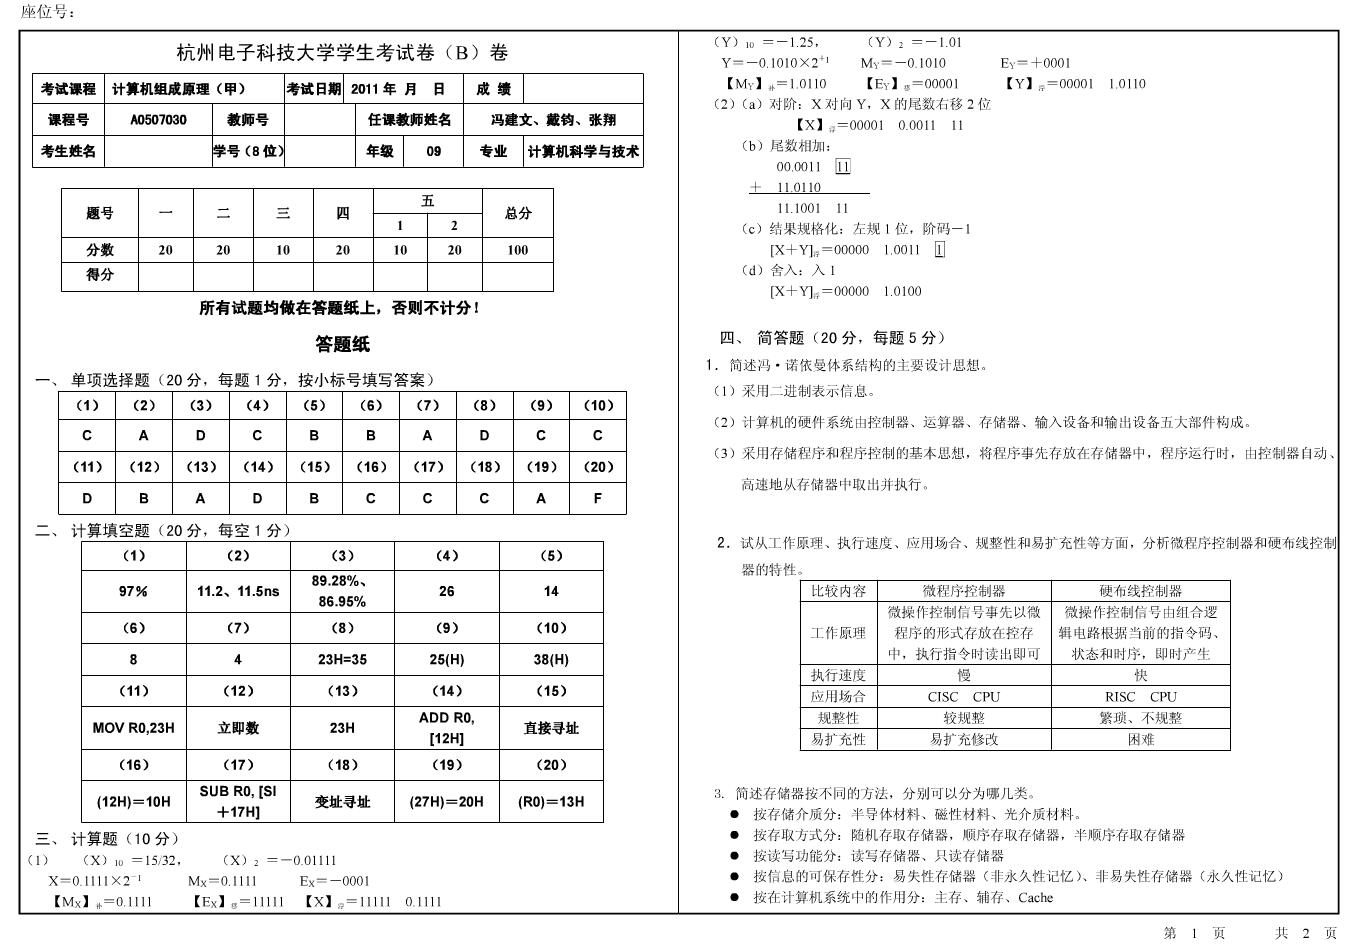 座位号:
杭州电子科技大学学生考试卷（B）卷
考试课程 计算机组成原理（甲） 考试日期 2011 年 月 日 成 绩
课程号 A0507030 教师号 任课教师姓名 冯建文、戴钧、张翔
考生姓名 学号（8 位） 年级 09 专业 计算机科学与技术
题号 一 二 三 四 五 总分
1 2
分数 20 20 10 20 10 20 100
得分
所有试题均做在答题纸上，否则不计分！
答题纸
一、 单项选择题（20 分，每题 1 分，按小标号填写答案）
（1） （2） （3） （4） （5） （6） （7） （8） （9） （10）
C A D C B B A D C C
（11） （12） （13） （14） （15） （16） （17） （18） （19） （20）
D B A D B C C C A F
二、 计算填空题（20 分，每空 1 分）
（1） （2） （3） （4） （5）
97% 11.2、11.5ns 89.28%、86.95% 26 14
（6） （7） （8） （9） （10）
8 4 23H=35 25(H) 38(H)
（11） （12） （13） （14） （15）
MOV R0,23H 立即数 23H ADD R0,[12H] 直接寻址
（16） （17） （18） （19） （20）
(12H)＝10H SUB R0, [SI＋17H] 变址寻址 (27H)＝20H (R0)＝13H
三、 计算题（10 分）
（1） （X）10 ＝15/32， （X）2 ＝－0.01111
X＝0.1111×2－1 MX＝0.1111 EX＝－0001
【MX】补＝0.1111 【EX】移＝11111 【X】浮＝11111 0.1111
（Y）10 ＝－1.25， （Y）2 ＝－1.01
Y＝－0.1010×2＋1 MY＝－0.1010 EY＝＋0001
【MY】补＝1.0110 【EY】移＝00001 【Y】浮＝00001 1.0110
（2）（a）对阶：X 对向 Y，X 的尾数右移 2 位
【X】浮＝00001 0.0011 11
（b）尾数相加:
00.0011 11
＋ 11.0110
11.1001 11
（c）结果规格化：左规 1 位，阶码－1
[X＋Y]浮＝00000 1.0011 1
（d）舍入：入 1
[X＋Y]浮＝00000 1.0100
四、 简答题（20 分，每题 5 分）
1．简述冯·诺依曼体系结构的主要设计思想。
（1）采用二进制表示信息。
（2）计算机的硬件系统由控制器、运算器、存储器、输入设备和输出设备五大部件构成。
（3）采用存储程序和程序控制的基本思想，将程序事先存放在存储器中，程序运行时，由控制器自动、
高速地从存储器中取出并执行。
2．试从工作原理、执行速度、应用场合、规整性和易扩充性等方面，分析微程序控制器和硬布线控制
器的特性。
比较内容 微程序控制器 硬布线控制器
工作原理 微操作控制信号事先以微程序的形式存放在控存中，执行指令时读出即可 微操作控制信号由组合逻辑电路根据当前的指令码、状态和时序，即时产生
执行速度 慢 快
应用场合 CISC CPU RISC CPU
规整性 较规整 繁琐、不规整
易扩充性 易扩充修改 困难
3. 简述存储器按不同的方法，分别可以分为哪几类。
● 按存储介质分：半导体材料、磁性材料、光介质材料。
● 按存取方式分：随机存取存储器，顺序存取存储器，半顺序存取存储器
● 按读写功能分：读写存储器、只读存储器
● 按信息的可保存性分：易失性存储器（非永久性记忆）、非易失性存储器（永久性记忆）
● 按在计算机系统中的作用分：主存、辅存、Cache
第 1 页 共 2 页